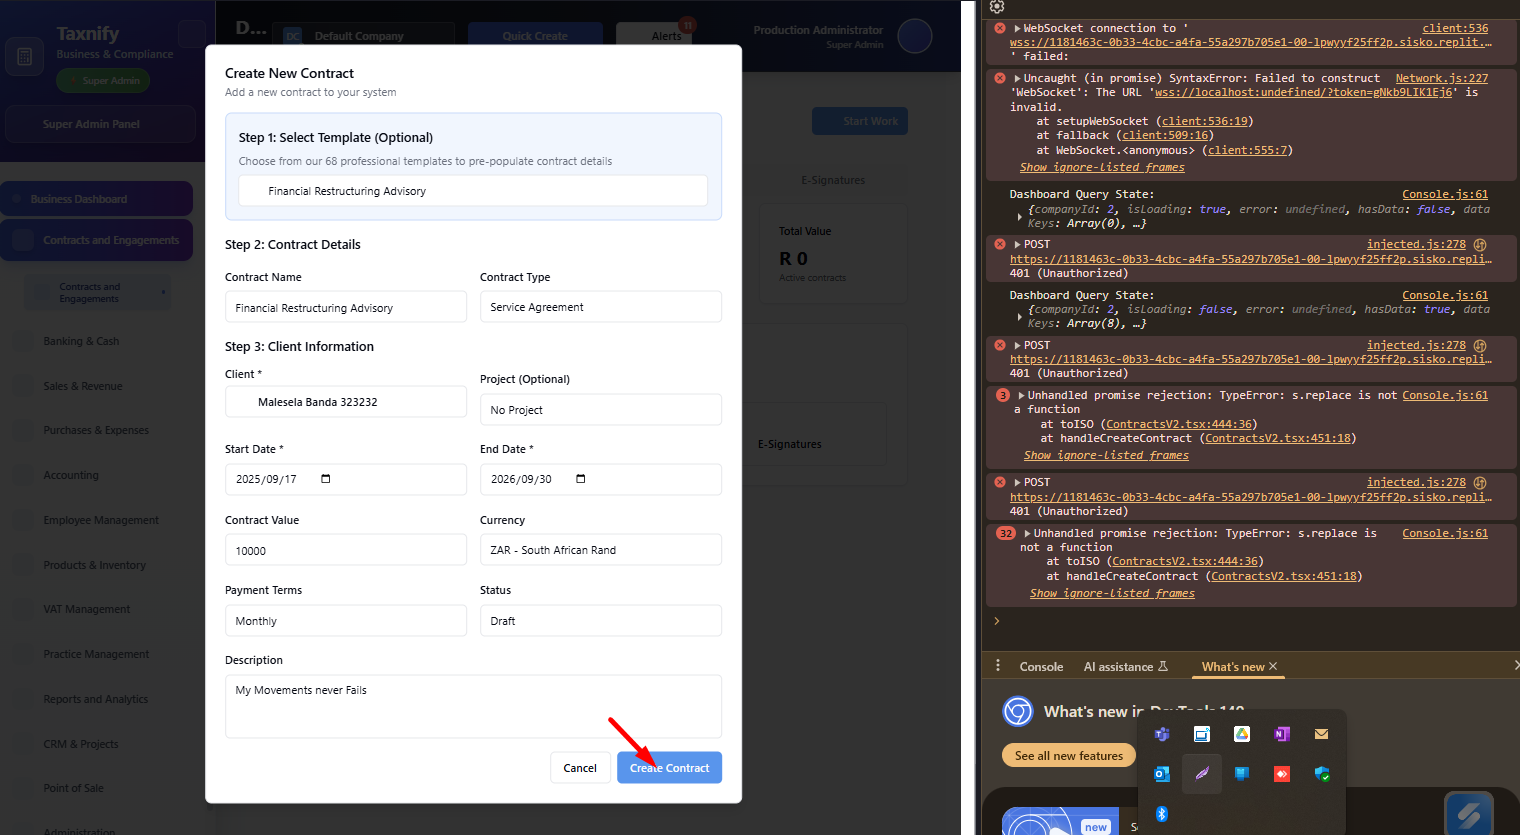 Taxnify
Business & Compliance
Super Admin
Super Admin Panel
Business Dashboard
Contracts and Engagements
Contracts and
Engagements
Banking & Cash
Sales & Revenue
Purchases & Expenses
Accounting
Employee Management
Products & Inventory
VAT Management
Practice Management
Reports and Analytics
CRM & Projects
Point of Sale
Administration
D...
DC
Default Company
Quick Create
Alerts
11
Production Administrator
Super Admin
Start Work
E-Signatures
Total Value
R 0
Active contracts
E-Signatures
Create New Contract
Add a new contract to your system
Step 1: Select Template (Optional)
Choose from our 68 professional templates to pre-populate contract details
Financial Restructuring Advisory
Step 2: Contract Details
Contract Name
Contract Type
Financial Restructuring Advisory
Service Agreement
Step 3: Client Information
Client *
Project (Optional)
Malesela Banda 323232
No Project
Start Date *
End Date *
2025/09/17
2026/09/30
Contract Value
Currency
10000
ZAR - South African Rand
Payment Terms
Status
Monthly
Draft
Description
My Movements never Fails
Cancel
Create Contract
WebSocket connection to ' client:536
wss://1181463c-0b33-4cbc-a4fa-55a297b705e1-00-lpwyyf25ff2p.sisko.replit.…
' failed:
Uncaught (in promise) SyntaxError: Failed to construct Network.js:227
'WebSocket': The URL 'wss://localhost:undefined/?token=gNkb9LIK1Ej6' is
invalid.
at setupWebSocket (client:536:19)
at fallback (client:509:16)
at WebSocket.<anonymous> (client:555:7)
Show ignore-listed frames
Dashboard Query State: Console.js:61
{companyId: 2, isLoading: true, error: undefined, hasData: false, data
Keys: Array(0), …}
POST injected.js:278
https://1181463c-0b33-4cbc-a4fa-55a297b705e1-00-lpwyyf25ff2p.sisko.repli…
401 (Unauthorized)
Dashboard Query State: Console.js:61
{companyId: 2, isLoading: false, error: undefined, hasData: true, data
Keys: Array(8), …}
POST injected.js:278
https://1181463c-0b33-4cbc-a4fa-55a297b705e1-00-lpwyyf25ff2p.sisko.repli…
401 (Unauthorized)
3 Unhandled promise rejection: TypeError: s.replace is not Console.js:61
a function
at toISO (ContractsV2.tsx:444:36)
at handleCreateContract (ContractsV2.tsx:451:18)
Show ignore-listed frames
POST injected.js:278
https://1181463c-0b33-4cbc-a4fa-55a297b705e1-00-lpwyyf25ff2p.sisko.repli…
401 (Unauthorized)
32 Unhandled promise rejection: TypeError: s.replace is Console.js:61
not a function
at toISO (ContractsV2.tsx:444:36)
at handleCreateContract (ContractsV2.tsx:451:18)
Show ignore-listed frames
Console
AI assistance
What's new
What's new in DevTools 140
See all new features
new